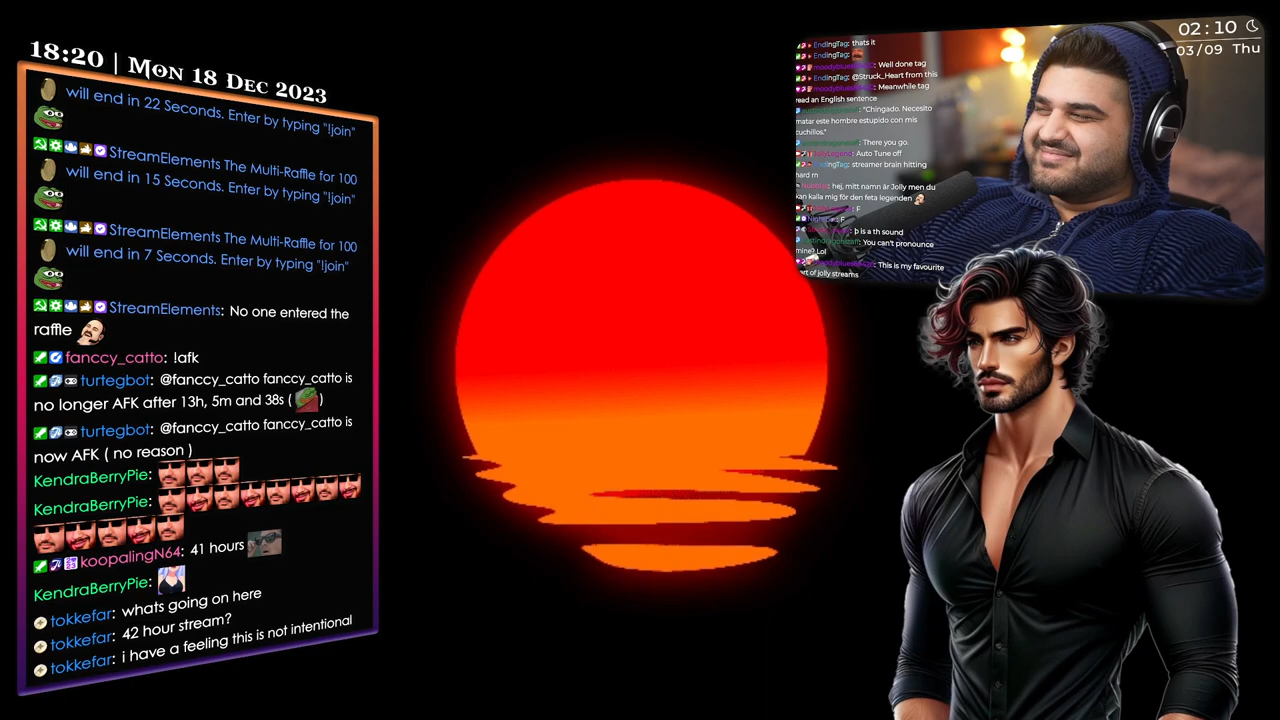 18:20 | Mon 18 Dec 2023
will end in 22 Seconds. Enter by typing "!join"
StreamElements The Multi-Raffle for 100
will end in 15 Seconds. Enter by typing "!join"
StreamElements The Multi-Raffle for 100
will end in 7 Seconds. Enter by typing "!join"
StreamElements: No one entered the
raffle
fanccy_catto: !afk
turtegbot: @fanccy_catto fanccy_catto is
no longer AFK after 13h, 5m and 38s ( )
turtegbot: @fanccy_catto fanccy_catto is
now AFK ( no reason )
KendraBerryPie:
KendraBerryPie:
koopalingN64: 41 hours
KendraBerryPie:
tokkefar: whats going on here
tokkefar: 42 hour stream?
tokkefar: i have a feeling this is not intentional
02:10
03/09 Thu
EndingTag: thats it
EndingTag:
Well done tag
EndingTag: @Struck_Heart from this
Meanwhile tag
read an English sentence
"Chingado. Necesito
matar este hombre estupido con mis
cuchillos."
There you go.
JollyLegend: Auto Tune off
EndingTag: streamer brain hitting
hard rn
hej, mitt namn är Jolly men du
kan kalla mig för den feta legenden
: F
: F
þ is a th sound
You can't pronounce
mine? Lol
This is my favourite
part of jolly streams